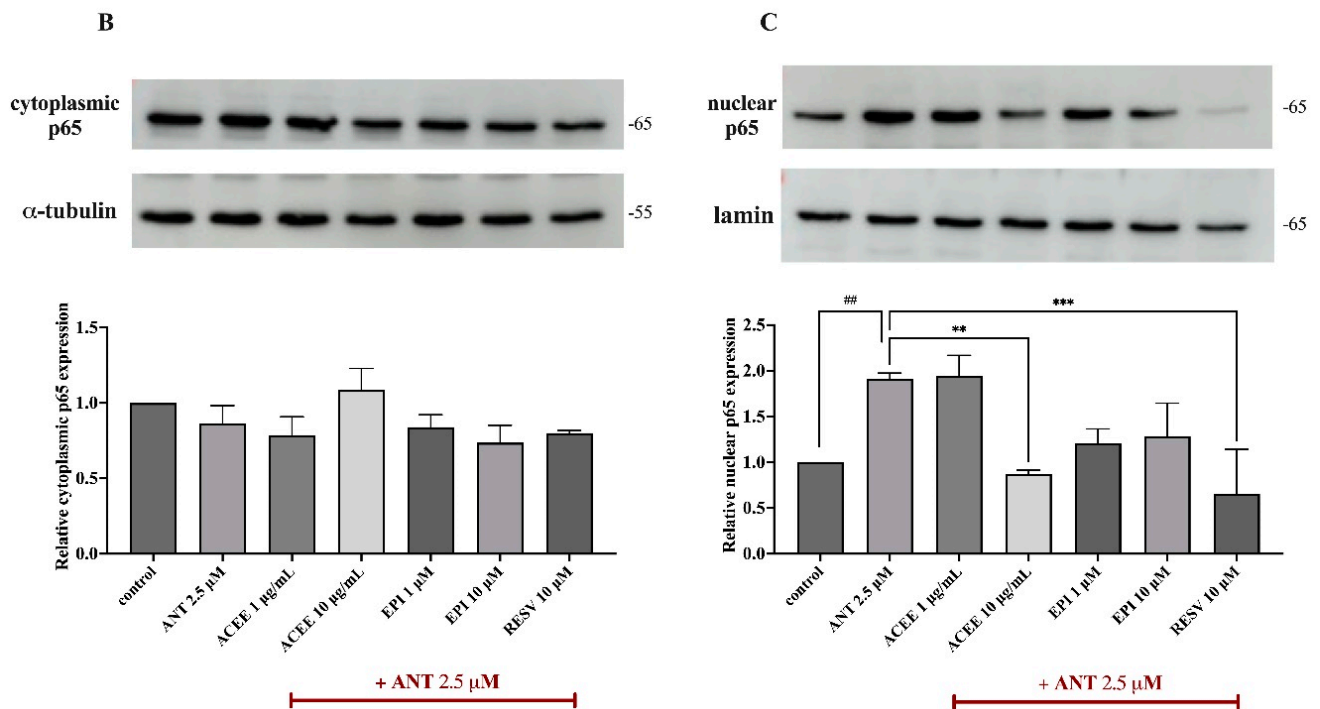 B
cytoplasmic
p65
-65
α-tubulin
-55
Relative cytoplasmic p65 expression
1.5
1.0
0.5
0.0
control
ANT 2.5 μM
ACEE 1 μg/mL
ACEE 10 μg/mL
EPI 1 μM
EPI 10 μM
RESV 10 μM
+ ANT 2.5 μM
C
nuclear
p65
-65
lamin
-65
Relative nuclear p65 expression
2.5
2.0
1.5
1.0
0.5
0.0
##
**
***
control
ANT 2.5 μM
ACEE 1 μg/mL
ACEE 10 μg/mL
EPI 1 μM
EPI 10 μM
RESV 10 μM
+ ANT 2.5 μM